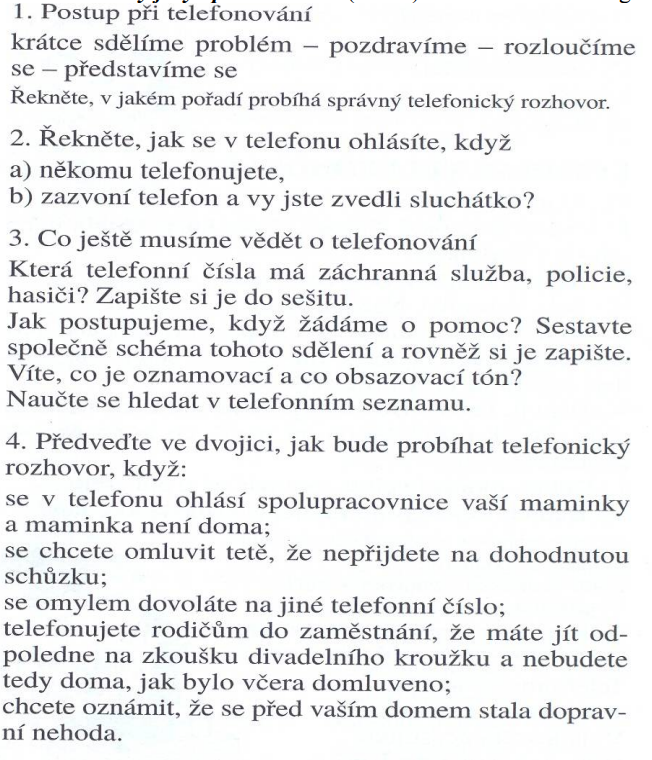 1. Postup při telefonování
krátce sdělíme problém – pozdravíme – rozloučíme
se – představíme se
Řekněte, v jakém pořadí probíhá správný telefonický rozhovor.
2. Řekněte, jak se v telefonu ohlásíte, když
a) někomu telefonujete,
b) zazvoní telefon a vy jste zvedli sluchátko?
3. Co ještě musíme vědět o telefonování
Která telefonní čísla má záchranná služba, policie,
hasiči? Zapište si je do sešitu.
Jak postupujeme, když žádáme o pomoc? Sestavte
společně schéma tohoto sdělení a rovněž si je zapište.
Víte, co je oznamovací a co obsazovací tón?
Naučte se hledat v telefonním seznamu.
4. Předveďte ve dvojici, jak bude probíhat telefonický
rozhovor, když:
se v telefonu ohlásí spolupracovnice vaší maminky
a maminka není doma;
se chcete omluvit tetě, že nepřijdete na dohodnutou
schůzku;
se omylem dovoláte na jiné telefonní číslo;
telefonujete rodičům do zaměstnání, že máte jít od-
poledne na zkoušku divadelního kroužku a nebudete
tedy doma, jak bylo včera domluveno;
chcete oznámit, že se před vaším domem stala doprav-
ní nehoda.